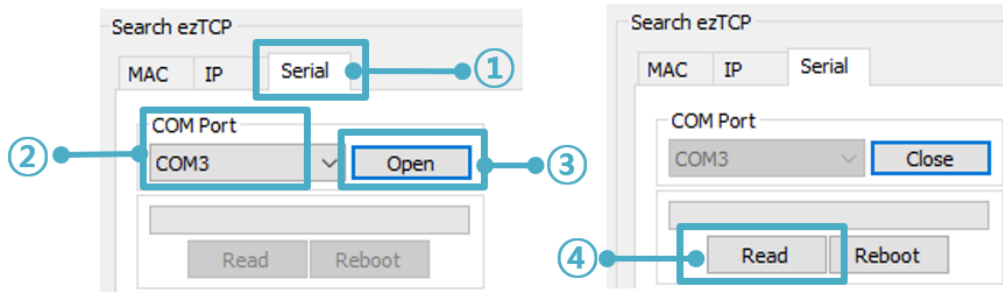 Search ezTCP
MAC IP Serial ①
COM Port
② COM3 Open ③
Read Reboot
Search ezTCP
MAC IP Serial
COM Port
COM3 Close
④ Read Reboot